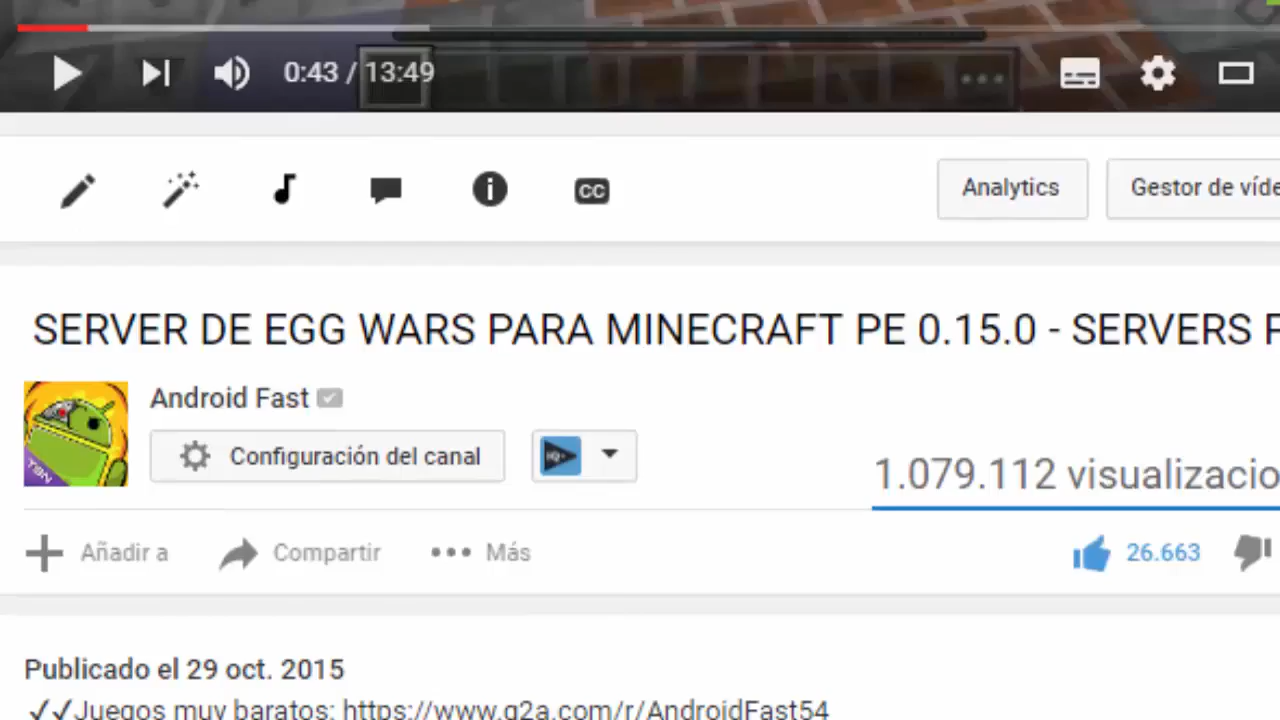 0:43 / 13:49
CC
Analytics
Gestor de víde
SERVER DE EGG WARS PARA MINECRAFT PE 0.15.0 - SERVERS P
Android Fast
Configuración del canal
1.079.112 visualizacio
Añadir a
Compartir
Más
26.663
Publicado el 29 oct. 2015
✓✓Juegos muy baratos: https://www.g2a.com/r/AndroidFast54